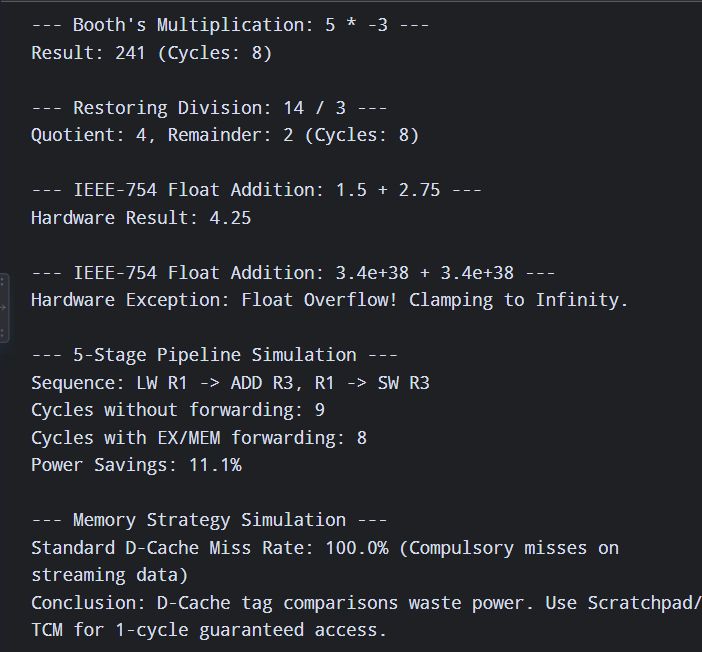 --- Booth's Multiplication: 5 * -3 ---
Result: 241 (Cycles: 8)
--- Restoring Division: 14 / 3 ---
Quotient: 4, Remainder: 2 (Cycles: 8)
--- IEEE-754 Float Addition: 1.5 + 2.75 ---
Hardware Result: 4.25
--- IEEE-754 Float Addition: 3.4e+38 + 3.4e+38 ---
Hardware Exception: Float Overflow! Clamping to Infinity.
--- 5-Stage Pipeline Simulation ---
Sequence: LW R1 -> ADD R3, R1 -> SW R3
Cycles without forwarding: 9
Cycles with EX/MEM forwarding: 8
Power Savings: 11.1%
--- Memory Strategy Simulation ---
Standard D-Cache Miss Rate: 100.0% (Compulsory misses on
streaming data)
Conclusion: D-Cache tag comparisons waste power. Use Scratchpad/
TCM for 1-cycle guaranteed access.